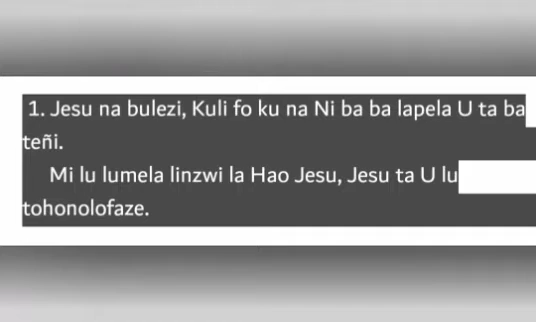 1. Jesu na bulezi, Kuli fo ku na Ni ba ba lapela U ta ba
teñi.
Mi lu lumela linzwi la Hao Jesu, Jesu ta U lu
tohonolofaze.